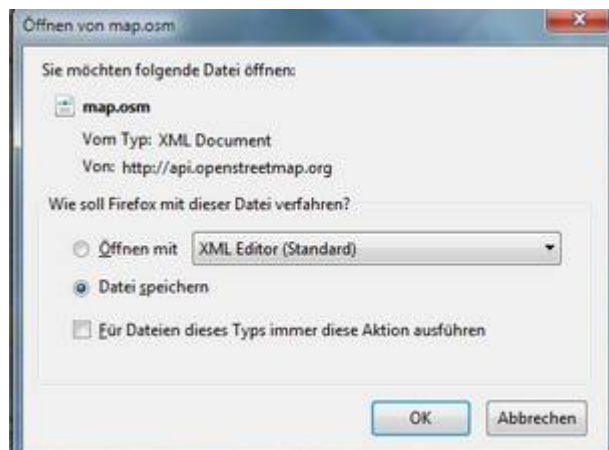 Öffnen von map.osm
Sie möchten folgende Datei öffnen:
map.osm
Vom Typ: XML Document
Von: http://api.openstreetmap.org
Wie soll Firefox mit dieser Datei verfahren?
Öffnen mit XML Editor (Standard)
Datei speichern
Für Dateien dieses Typs immer diese Aktion ausführen
OK Abbrechen